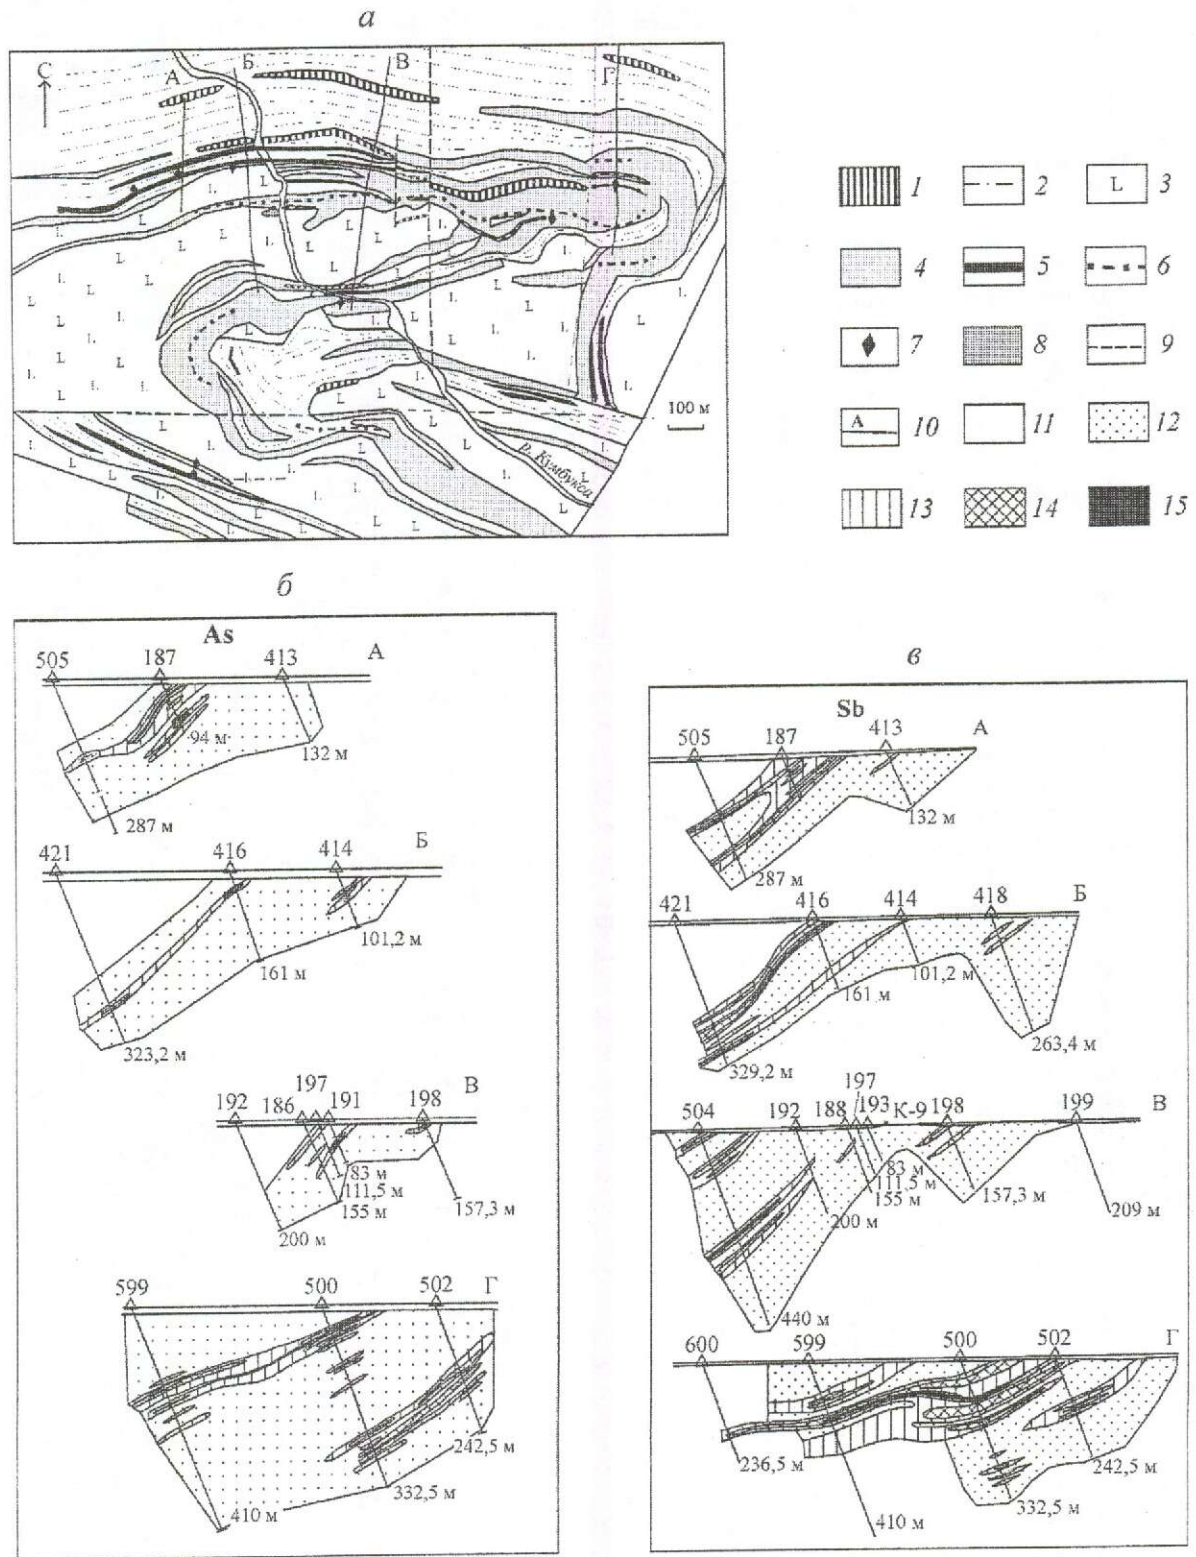 а
С
А Б В Г
100 м
р. Кумбукса
1 2 L 3
4 5 6
7 8 9
А 10 11 12
13 14 15
б
As
505 187 413 А
94 м
132 м
287 м
421 416 414 Б
101,2 м
161 м
323,2 м
192 186 197 191 198 В
83 м
111,5 м
155 м
157,3 м
200 м
599 500 502 Г
242,5 м
332,5 м
410 м
в
Sb
505 187 413 А
132 м
287 м
421 416 414 418 Б
101,2 м
161 м
263,4 м
329,2 м
197
504 192 188 193 К-9 198 199 В
83 м
111,5 м
155 м
157,3 м
200 м
209 м
440 м
600 599 500 502 Г
236,5 м
242,5 м
332,5 м
410 м